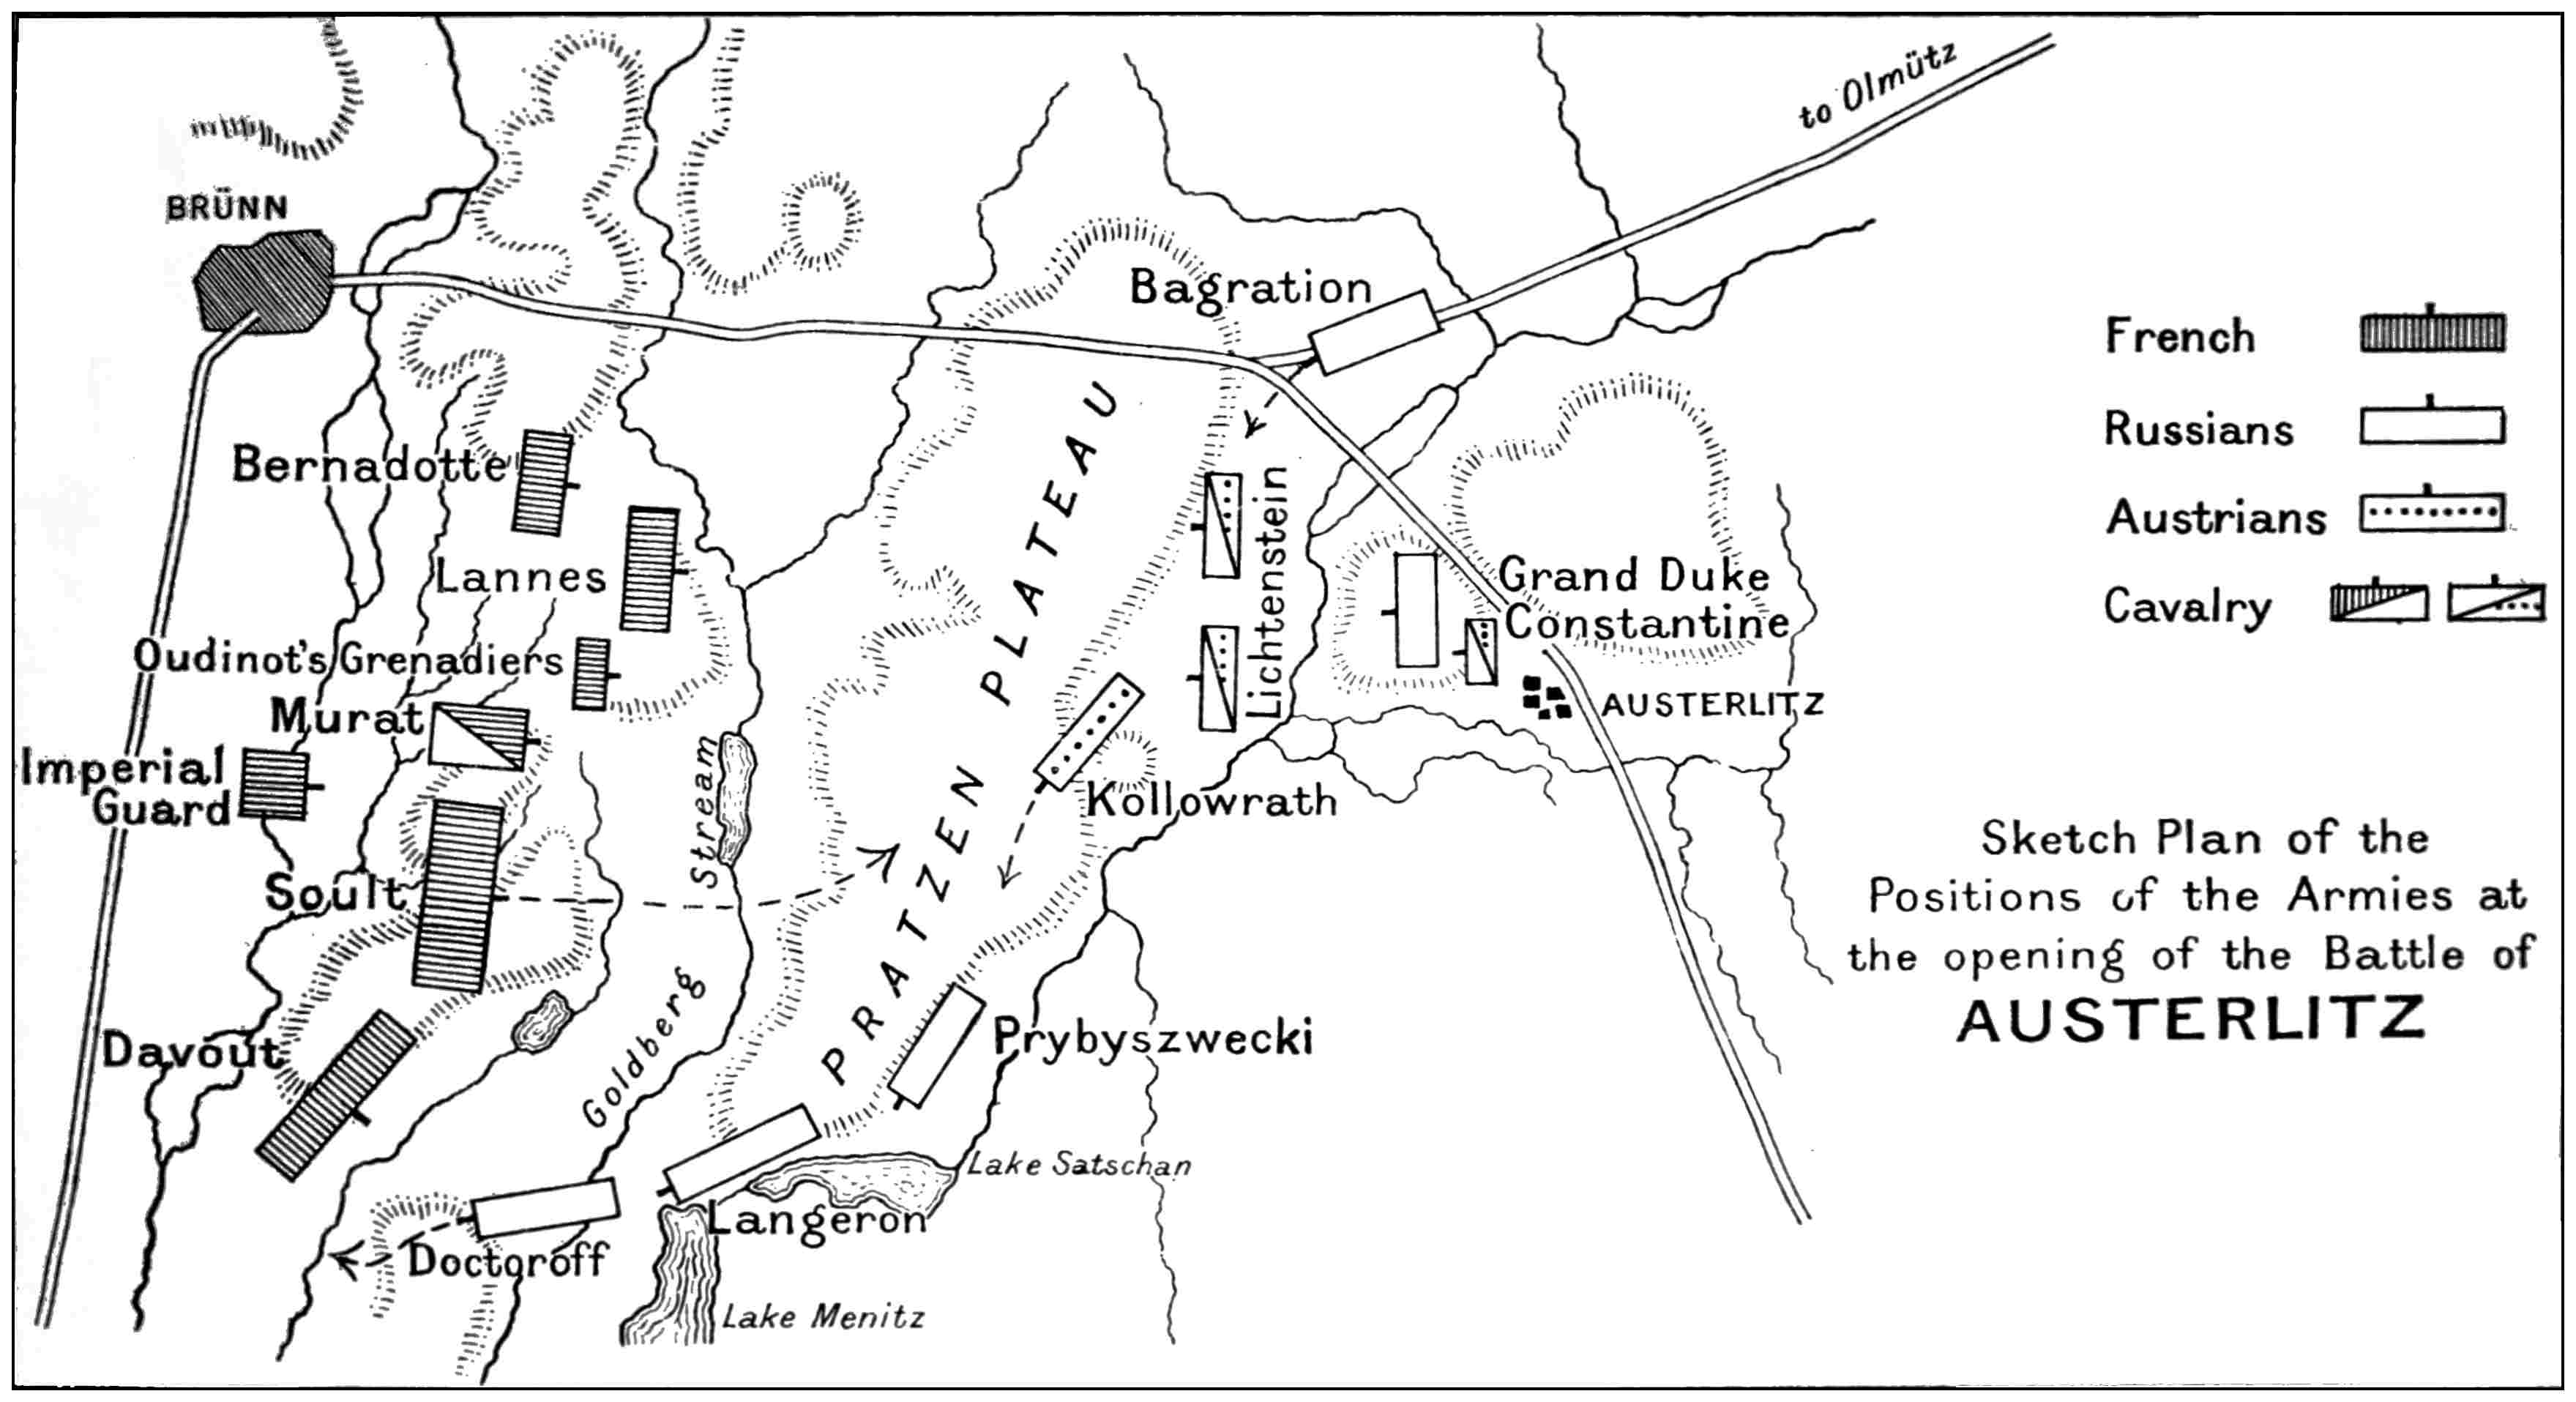 to Olmütz
BRÜNN
Bagration
French
Russians
Austrians
Cavalry
Bernadotte
Lannes
Oudinot's Grenadiers
Murat
Imperial
Guard
Soult
Davout
Stream
Goldberg
PRATZEN PLATEAU
Lichtenstein
Grand Duke
Constantine
AUSTERLITZ
Kollowrath
Prybyszwecki
Lake Satschan
Langeron
Doctoroff
Lake Menitz
Sketch Plan of the
Positions of the Armies at
the opening of the Battle of
AUSTERLITZ